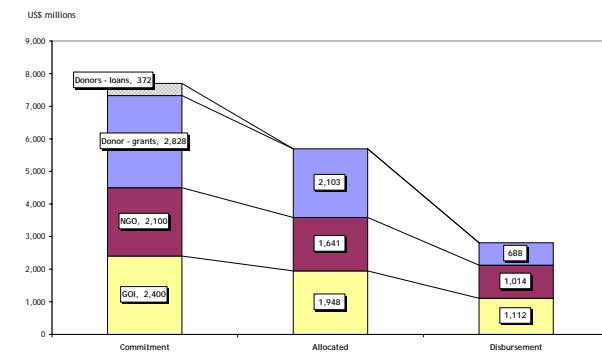 US$ millions
9,000
8,000
7,000
6,000
5,000
4,000
3,000
2,000
1,000
0
Donors - loans, 372
Donor - grants, 2,828
NGO, 2,100
GOI, 2,400
2,103
1,641
1,948
688
1,014
1,112
Commitment Allocated Disbursement